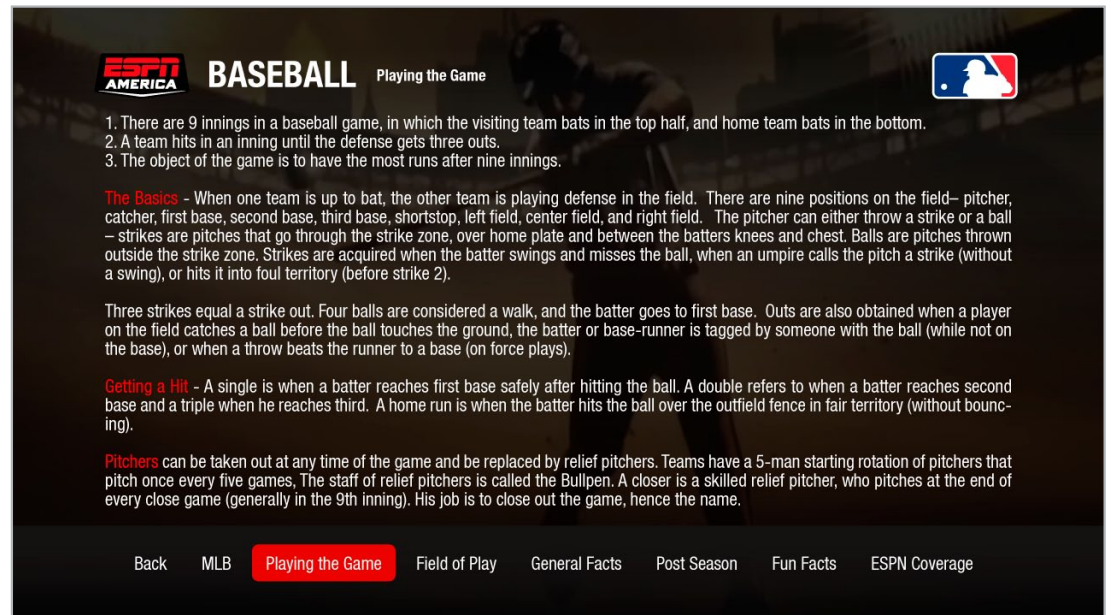 ESPN
AMERICA
BASEBALL Playing the Game
1. There are 9 innings in a baseball game, in which the visiting team bats in the top half, and home team bats in the bottom.
2. A team hits in an inning until the defense gets three outs.
3. The object of the game is to have the most runs after nine innings.
The Basics - When one team is up to bat, the other team is playing defense in the field. There are nine positions on the field– pitcher,
catcher, first base, second base, third base, shortstop, left field, center field, and right field. The pitcher can either throw a strike or a ball
– strikes are pitches that go through the strike zone, over home plate and between the batters knees and chest. Balls are pitches thrown
outside the strike zone. Strikes are acquired when the batter swings and misses the ball, when an umpire calls the pitch a strike (without
a swing), or hits it into foul territory (before strike 2).
Three strikes equal a strike out. Four balls are considered a walk, and the batter goes to first base. Outs are also obtained when a player
on the field catches a ball before the ball touches the ground, the batter or base-runner is tagged by someone with the ball (while not on
the base), or when a throw beats the runner to a base (on force plays).
Getting a Hit - A single is when a batter reaches first base safely after hitting the ball. A double refers to when a batter reaches second
base and a triple when he reaches third. A home run is when the batter hits the ball over the outfield fence in fair territory (without bounc-
ing).
Pitchers can be taken out at any time of the game and be replaced by relief pitchers. Teams have a 5-man starting rotation of pitchers that
pitch once every five games, The staff of relief pitchers is called the Bullpen. A closer is a skilled relief pitcher, who pitches at the end of
every close game (generally in the 9th inning). His job is to close out the game, hence the name.
Back MLB Playing the Game Field of Play General Facts Post Season Fun Facts ESPN Coverage